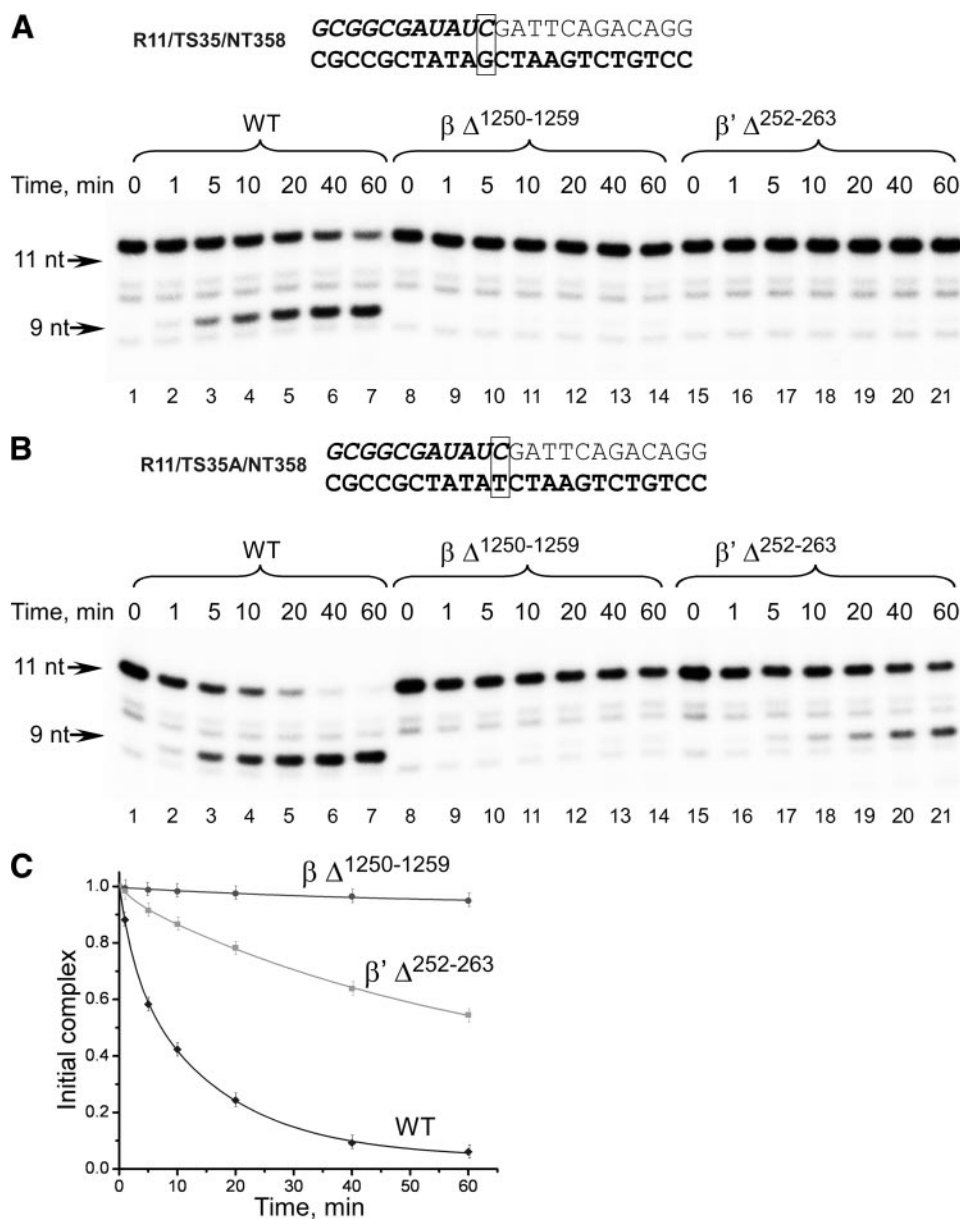 A
R11/TS35/NT358
GCGGCGAUAUCGATTCAGACAGG
CGCCGCTATAGCTAAGTCTGTCC
WT β Δ1250-1259 β' Δ252-263
Time, min 0 1 5 10 20 40 60 0 1 5 10 20 40 60 0 1 5 10 20 40 60
11 nt
9 nt
1 2 3 4 5 6 7 8 9 10 11 12 13 14 15 16 17 18 19 20 21
B
R11/TS35A/NT358
GCGGCGAUAUCGATTCAGACAGG
CGCCGCTATATCTAAGTCTGTCC
WT β Δ1250-1259 β' Δ252-263
Time, min 0 1 5 10 20 40 60 0 1 5 10 20 40 60 0 1 5 10 20 40 60
11 nt
9 nt
1 2 3 4 5 6 7 8 9 10 11 12 13 14 15 16 17 18 19 20 21
C
β Δ1250-1259
1.0
0.8
β' Δ252-263
0.6
Initial complex
0.4
0.2
WT
0.0
0 10 20 30 40 50 60
Time, min